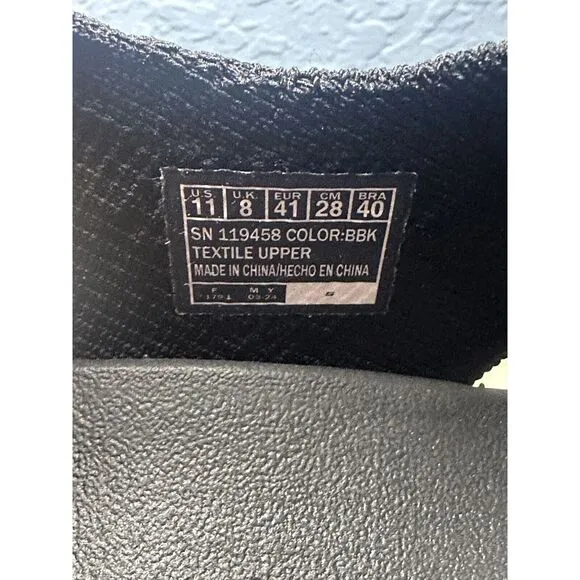 US U.K. EUR CM BRA
11 8 41 28 40
SN 119458 COLOR:BBK
TEXTILE UPPER
MADE IN CHINA/HECHO EN CHINA
F M Y
03-24